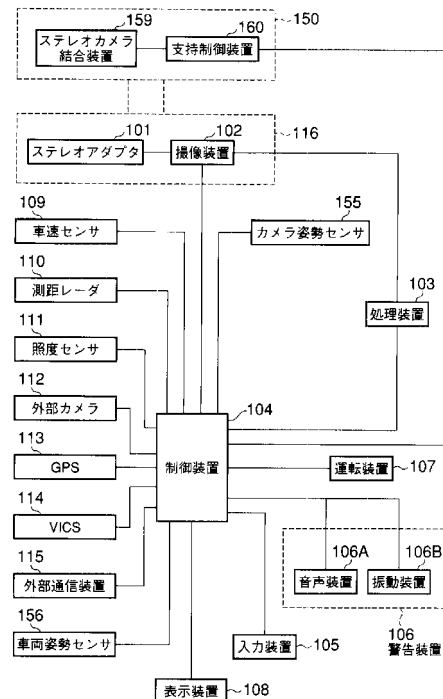 159
160
150
ステレオカメラ
結合装置
支持制御装置
101
102
116
ステレオアダプタ
撮像装置
109
車速センサ
155
カメラ姿勢センサ
110
測距レーダ
103
処理装置
111
照度センサ
112
外部カメラ
104
制御装置
113
GPS
運転装置
107
114
VICS
106A
106B
音声装置
振動装置
115
外部通信装置
106
警告装置
156
車両姿勢センサ
入力装置
105
表示装置
108